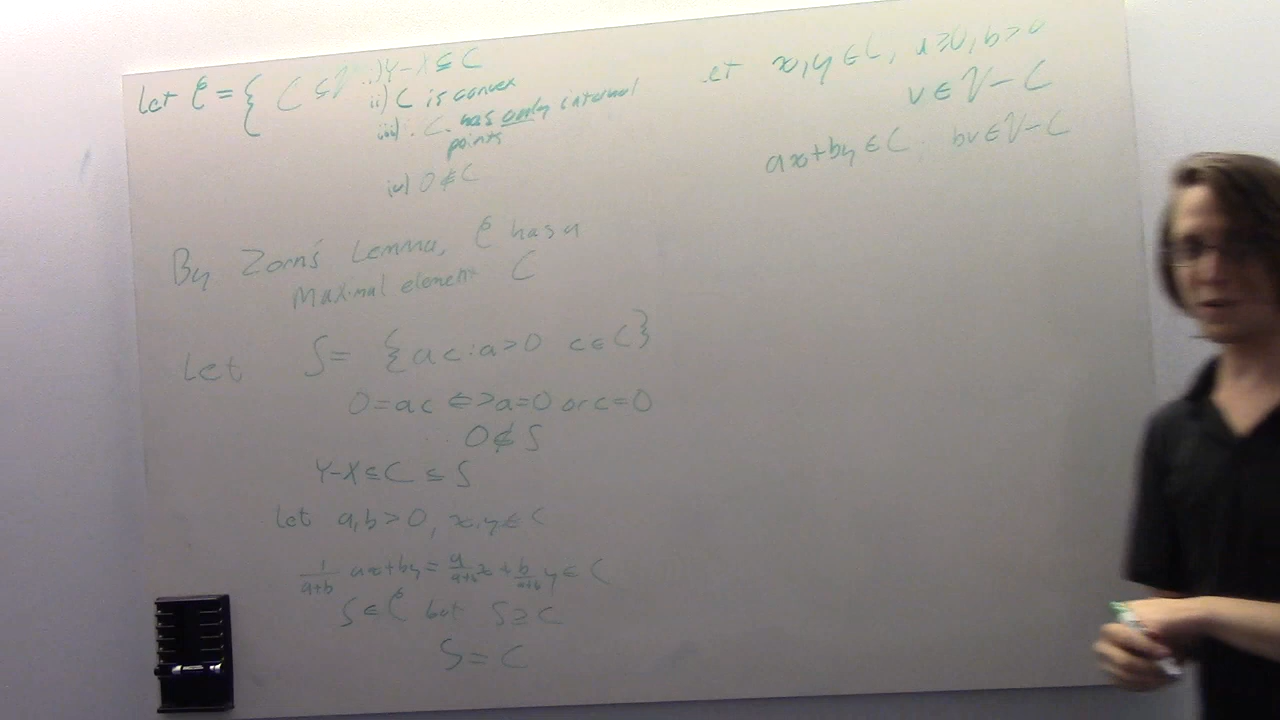 Let ℭ = { C ⊆ V : i) Y-X ⊆ C
ii) C is convex
iii) C has only internal
points
iv) 0 ∉ C
By Zorn's Lemma, ℭ has a
Maximal element C
Let S = {ac : a>0 c∈C}
0=ac <=> a=0 or c=0
0∉S
Y-X ⊆ C ⊆ S
Let a,b>0, x,y ∈ C
1/(a+b) ax+by = a/(a+b) x + b/(a+b) y ∈ C
S ∈ ℭ but S ⊇ C
S = C
Let x,y ∈ C, a≥0, b>0
v ∈ V-C
ax+by ∈ C. bv ∈ V-C